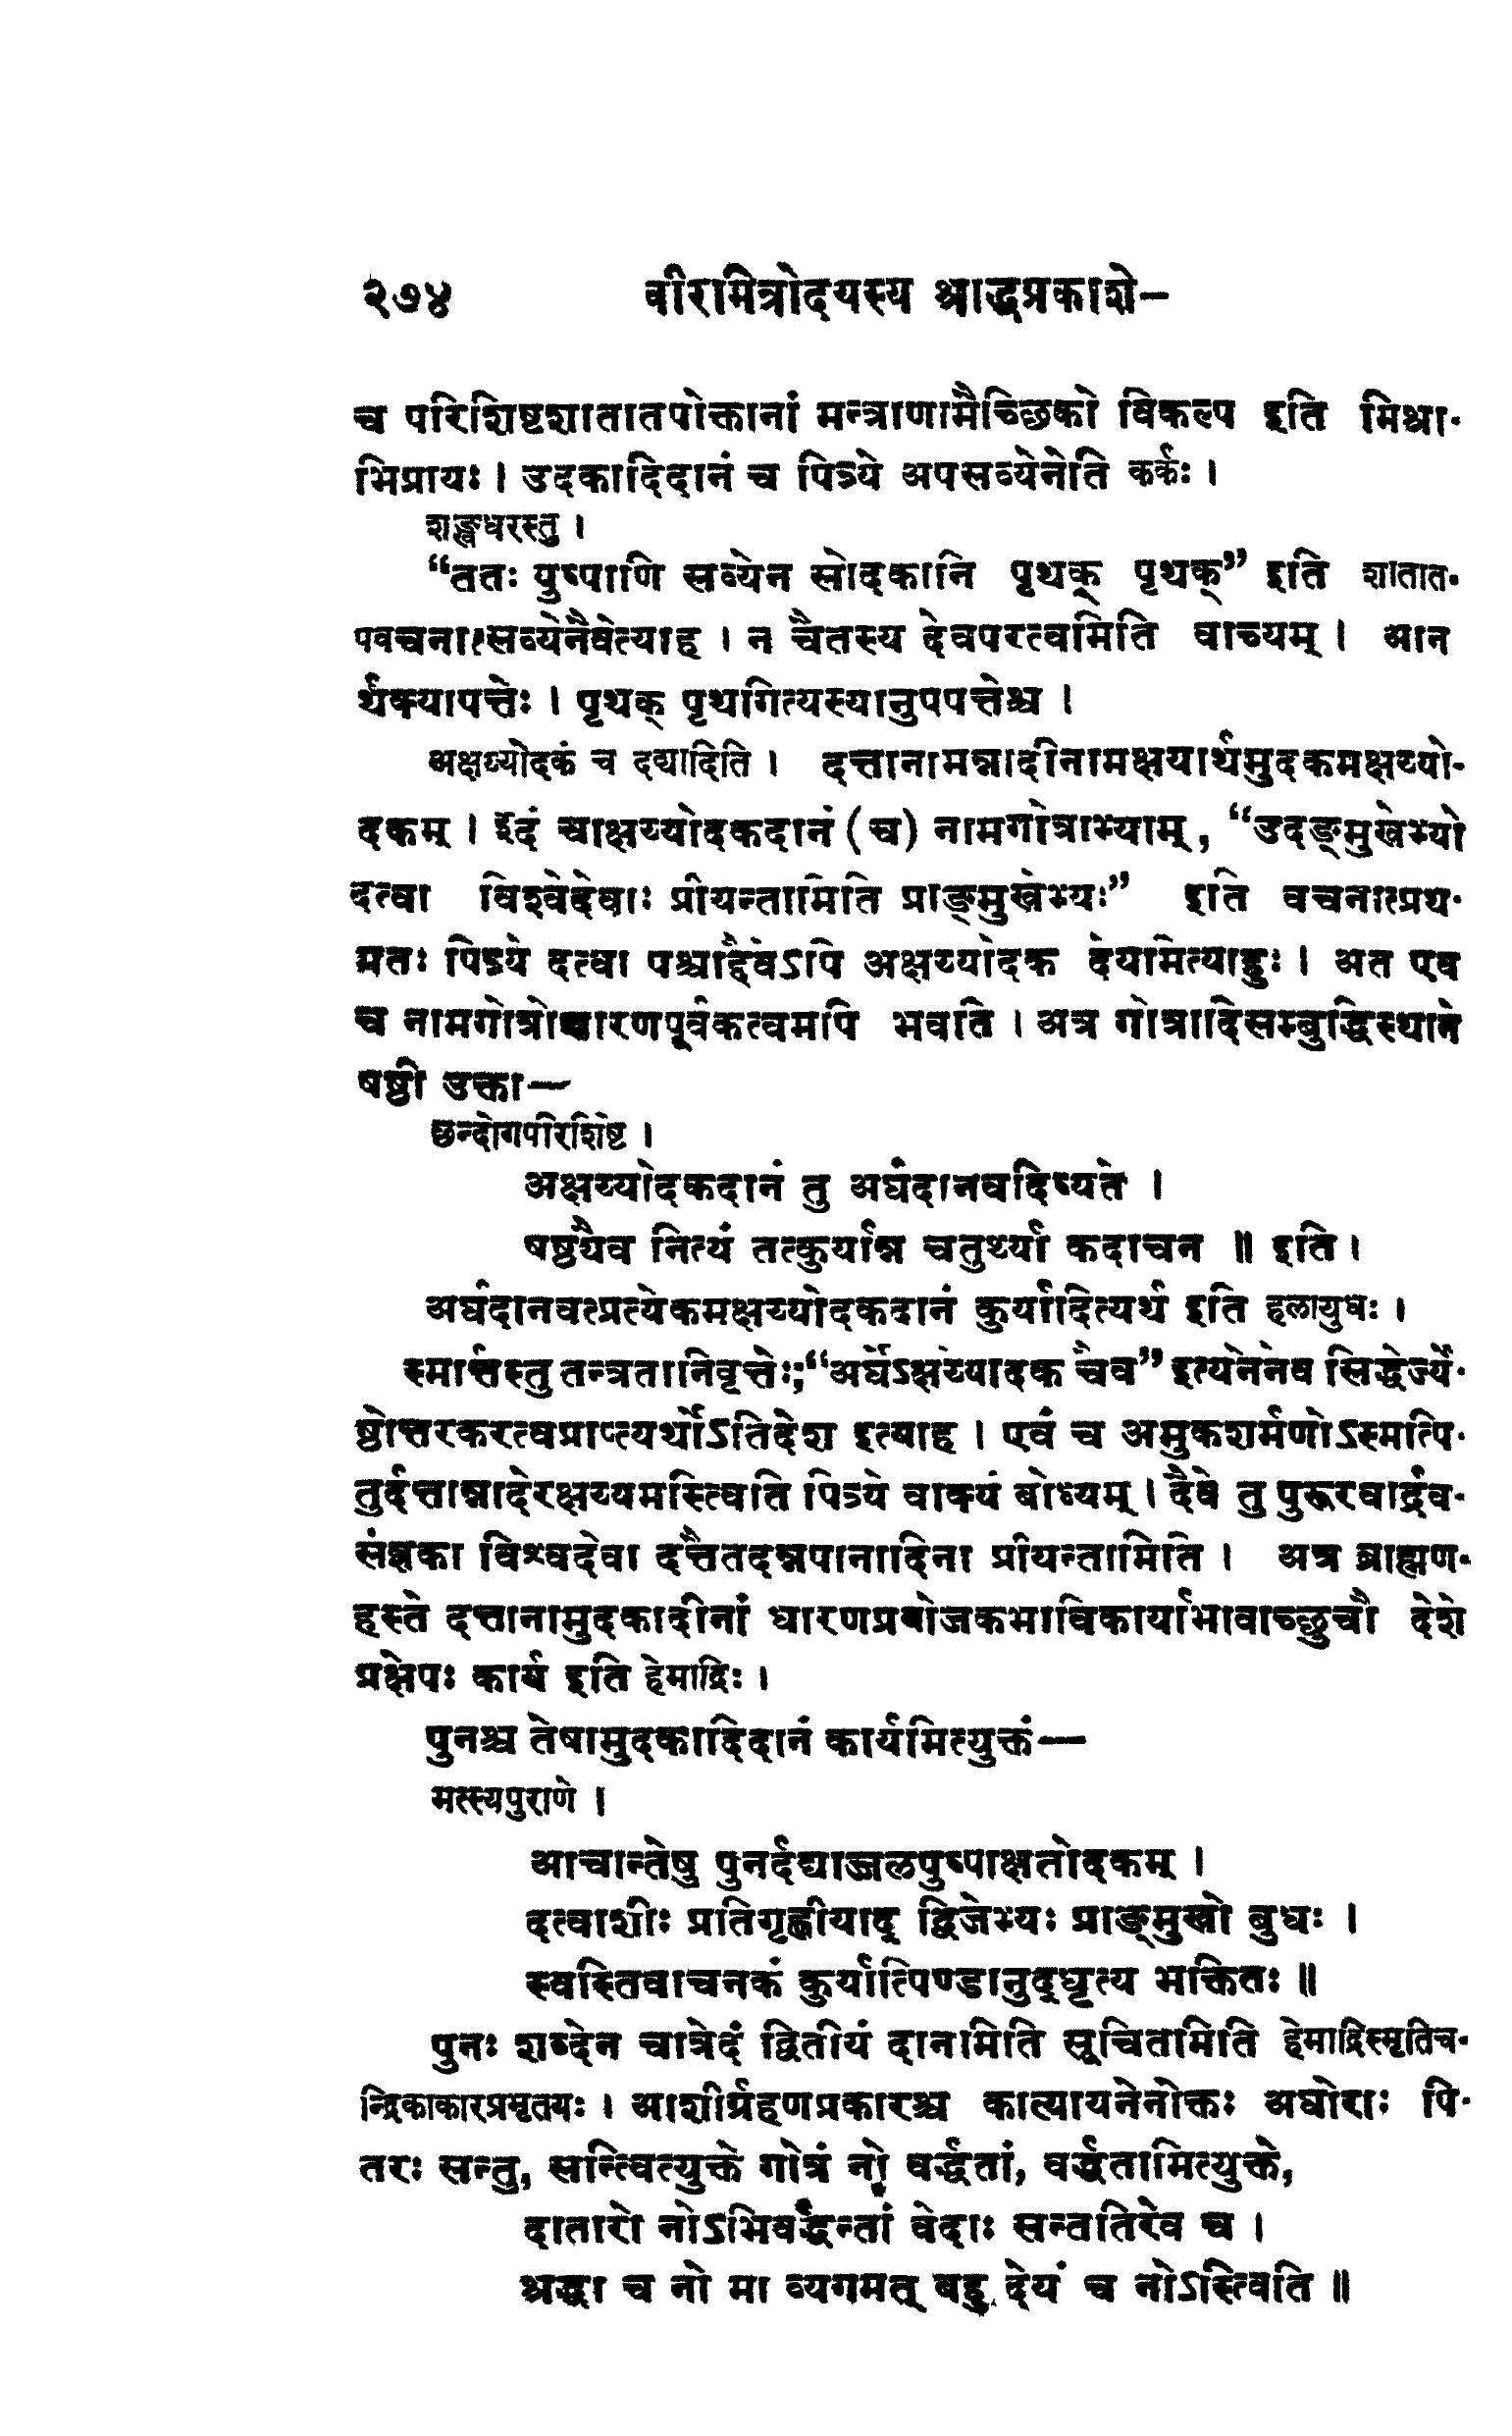 २७४ वीरमित्रोदयस्य श्राद्धप्रकाशे–
च परिशिष्टशातातपोक्तानां मन्त्राणामैच्छिको विकल्प इति मिश्रा-
भिप्रायः । उदकादिदानं च पित्र्ये अपसव्येनेति कर्कः ।
शङ्खधरस्तु ।
“ततः पुष्पाणि सव्येन सोदकानि पृथक् पृथक्” इति शातात-
पवचनात्सव्येनैवेत्याह । न चैतस्य देवपरत्वमिति वाच्यम् । आन
र्थक्यापत्तेः । पृथक् पृथगित्यस्यानुपपत्तेश्च ।
अक्षय्योदकं च दद्यादिति । दत्तानामन्नादीनामक्षयार्थमुदकमक्षय्यो-
दकम् । इदं चाक्षय्योदकदानं (च) नामगोत्राभ्याम्, “उदङ्मुखेभ्यो
दत्वा विश्वेदेवाः प्रीयन्तामिति प्राङ्मुखेभ्यः” इति वचनात्प्रथ-
मतः पित्र्ये दत्वा पश्चाद्दैवेऽपि अक्षय्योदक देयमित्याहुः । अत एव
च नामगोत्रोच्चारणपूर्वकत्वमपि भवति । अत्र गोत्रादिसम्बुद्धिस्थाने
षष्ठी उक्ता—
छन्दोगपरिशिष्टे ।
अक्षय्योदकदानं तु अर्घदानवदिष्यते ।
षष्ठ्यैव नित्यं तत्कुर्यान्न चतुर्थ्या कदाचन ॥ इति ।
अर्घदानवत्प्रत्येकमक्षय्योदकदानं कुर्यादित्यर्थ इति हलायुधः ।
स्मार्त्तस्तु तन्त्रतानिवृत्तेः;“अर्घेऽक्षय्योदके चैव” इत्यनेनैव सिद्धेर्ज्ये-
ष्ठोत्तरकरत्वप्राप्त्यर्थोऽतिदेश इत्याह । एवं च अमुकशर्मणोऽस्मत्पि-
तुर्दत्तान्नादेरक्षय्यमस्त्विति पित्र्ये वाक्यं बोध्यम् । दैवे तु पुरूरवार्द्रव-
संज्ञका विश्वेदेवा दत्तैतदन्नपानादिना प्रीयन्तामिति । अत्र ब्राह्मण-
हस्ते दत्तानामुदकादीनां धारणप्रयोजकभाविकार्याभावाच्छुचौ देशे
प्रक्षेपः कार्य इति हेमाद्रिः ।
पुनश्च तेषामुदकादिदानं कार्यमित्युक्तं—
मत्स्यपुराणे ।
आचान्तेषु पुनर्दद्याज्जलपुष्पाक्षतोदकम् ।
दत्वाशीः प्रतिगृह्णीयाद् द्विजेभ्यः प्राङ्मुखो बुधः ।
स्वस्तिवाचनकं कुर्यात्पिण्डानुद्धृत्य भक्तितः ॥
पुनः शब्देन चात्रेदं द्वितीयं दानमिति सूचितमिति हेमाद्रिस्मृतिच-
न्द्रिकाकारप्रभृतयः । आशीर्ग्रहणप्रकारश्च कात्यायनेनोक्तः अघोराः पि-
तरः सन्तु, सन्त्वित्युक्ते गोत्रं नो वर्द्धतां, वर्द्धतामित्युक्ते,
दातारो नोऽभिवर्द्धन्तां वेदाः सन्ततिरेव च ।
श्रद्धा च नो मा व्यगमत् बहु देयं च नोऽस्त्विति ॥